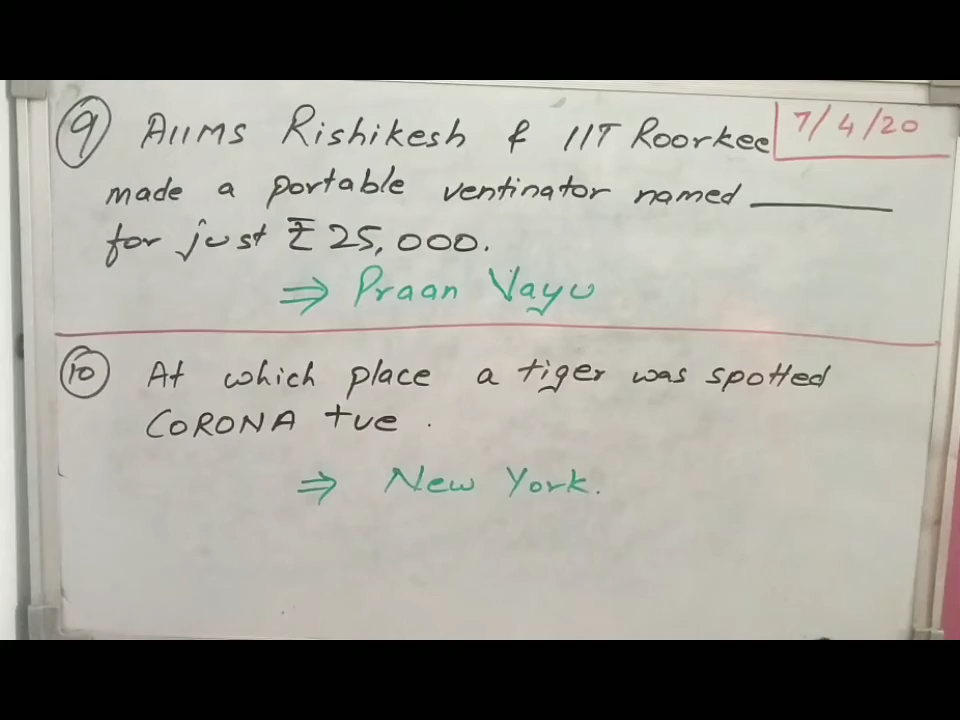 9 AIIMS Rishikesh & IIT Roorkee
7/4/20
made a portable ventinator named ______
for just ₹ 25,000.
⇒ Praan Vayu
10 At which place a tiger was spotted
CORONA +ve .
⇒ New York.